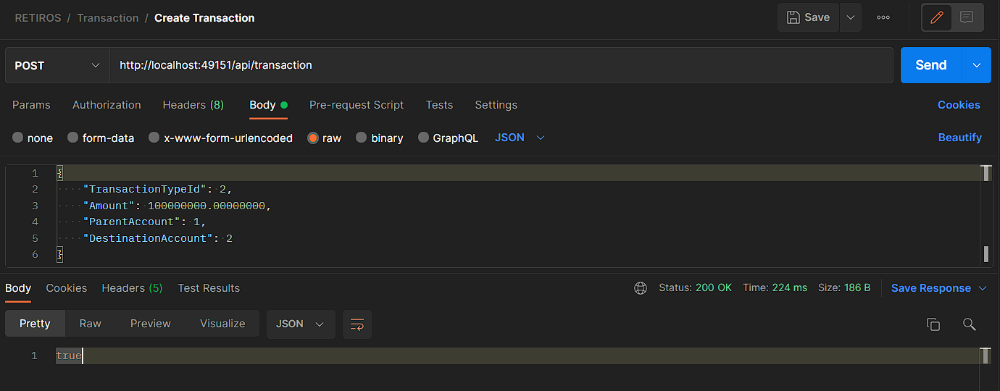 RETIROS / Transaction / Create Transaction
Save
POST
http://localhost:49151/api/transaction
Send
Params Authorization Headers (8) Body Pre-request Script Tests Settings Cookies
none form-data x-www-form-urlencoded raw binary GraphQL JSON Beautify
1 {
2 "TransactionTypeId": 2,
3 "Amount": 100000000.00000000,
4 "ParentAccount": 1,
5 "DestinationAccount": 2
6 }
Body Cookies Headers (5) Test Results Status: 200 OK Time: 224 ms Size: 186 B Save Response
Pretty Raw Preview Visualize JSON
1 true